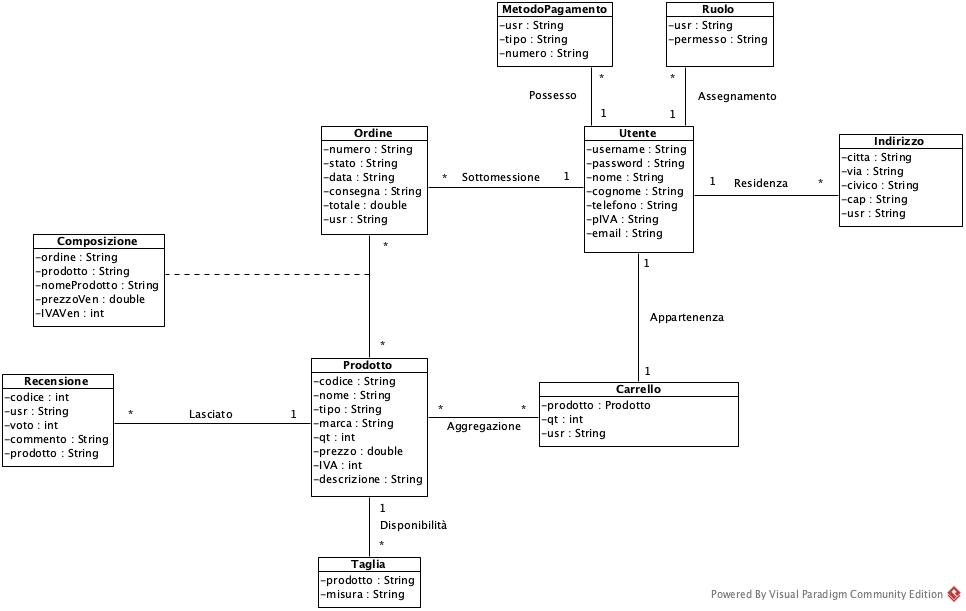 MetodoPagamento
-usr : String
-tipo : String
-numero : String
Ruolo
-usr : String
-permesso : String
*
Possesso
1
*
Assegnamento
1
Ordine
-numero : String
-stato : String
-data : String
-consegna : String
-totale : double
-usr : String
* Sottomessione 1
Utente
-username : String
-password : String
-nome : String
-cognome : String
-telefono : String
-pIVA : String
-email : String
1 Residenza *
Indirizzo
-citta : String
-via : String
-civico : String
-cap : String
-usr : String
Composizione
-ordine : String
-prodotto : String
-nomeProdotto : String
-prezzoVen : double
-IVAVen : int
*
*
1
Appartenenza
1
Recensione
-codice : int
-usr : String
-voto : int
-commento : String
-prodotto : String
* Lasciato 1
Prodotto
-codice : String
-nome : String
-tipo : String
-marca : String
-qt : int
-prezzo : double
-IVA : int
-descrizione : String
* *
Aggregazione
Carrello
-prodotto : Prodotto
-qt : int
-usr : String
1
Disponibilità
*
Taglia
-prodotto : String
-misura : String
Powered By Visual Paradigm Community Edition